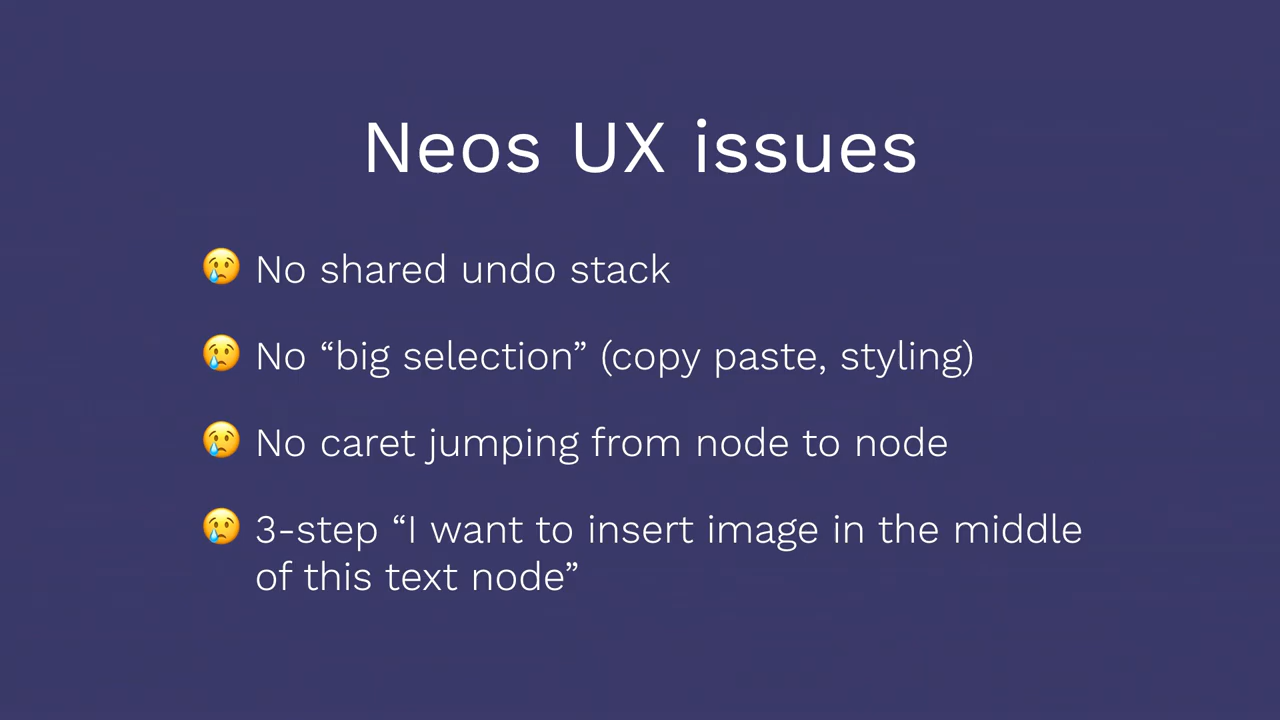 Neos UX issues
😢 No shared undo stack
😢 No “big selection” (copy paste, styling)
😢 No caret jumping from node to node
😢 3-step “I want to insert image in the middle
of this text node”